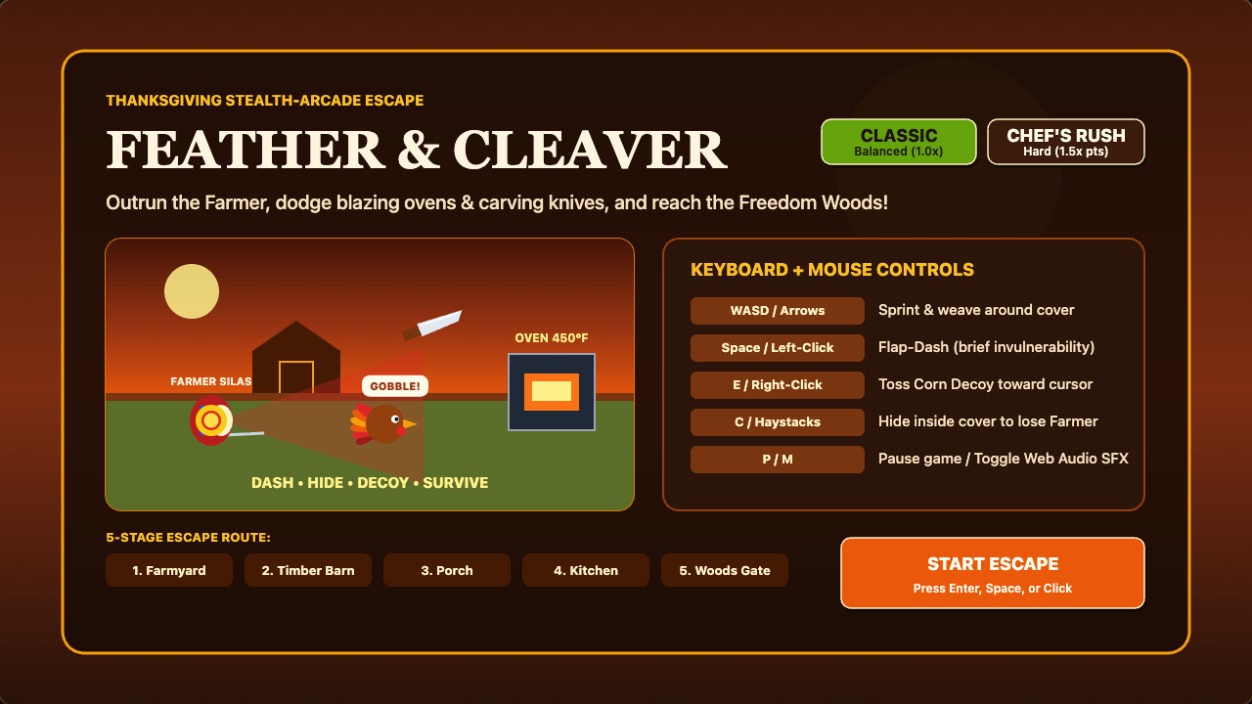 THANKSGIVING STEALTH-ARCADE ESCAPE
FEATHER & CLEAVER
Outrun the Farmer, dodge blazing ovens & carving knives, and reach the Freedom Woods!
CLASSIC
Balanced (1.0x)
CHEF'S RUSH
Hard (1.5x pts)
OVEN 450°F
FARMER SILAS
GOBBLE!
DASH • HIDE • DECOY • SURVIVE
KEYBOARD + MOUSE CONTROLS
WASD / Arrows Sprint & weave around cover
Space / Left-Click Flap-Dash (brief invulnerability)
E / Right-Click Toss Corn Decoy toward cursor
C / Haystacks Hide inside cover to lose Farmer
P / M Pause game / Toggle Web Audio SFX
5-STAGE ESCAPE ROUTE:
1. Farmyard 2. Timber Barn 3. Porch 4. Kitchen 5. Woods Gate
START ESCAPE
Press Enter, Space, or Click